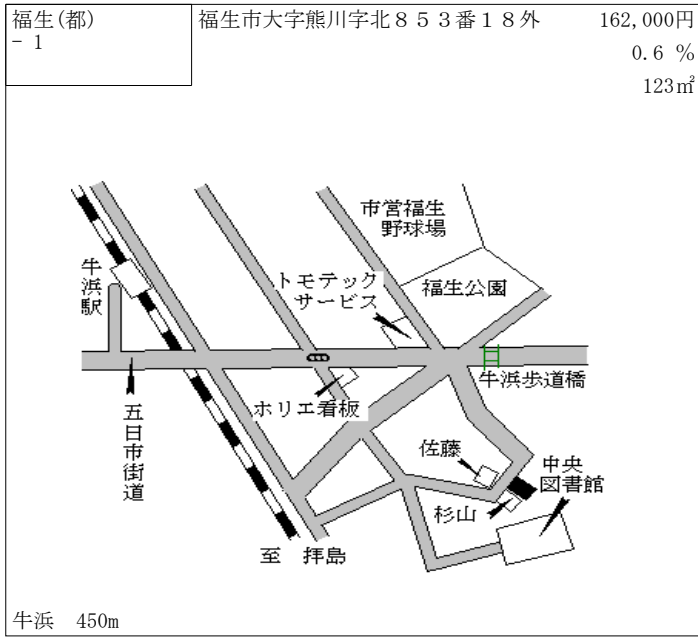 福生(都)
- 1
福生市大字熊川字北８５３番１８外
162,000円
0.6 %
123㎡
市営福生
野球場
牛浜駅
トモテック
サービス
福生公園
牛浜歩道橋
ホリエ看板
五日市街道
佐藤
中央
図書館
杉山
至 拝島
牛浜 450m